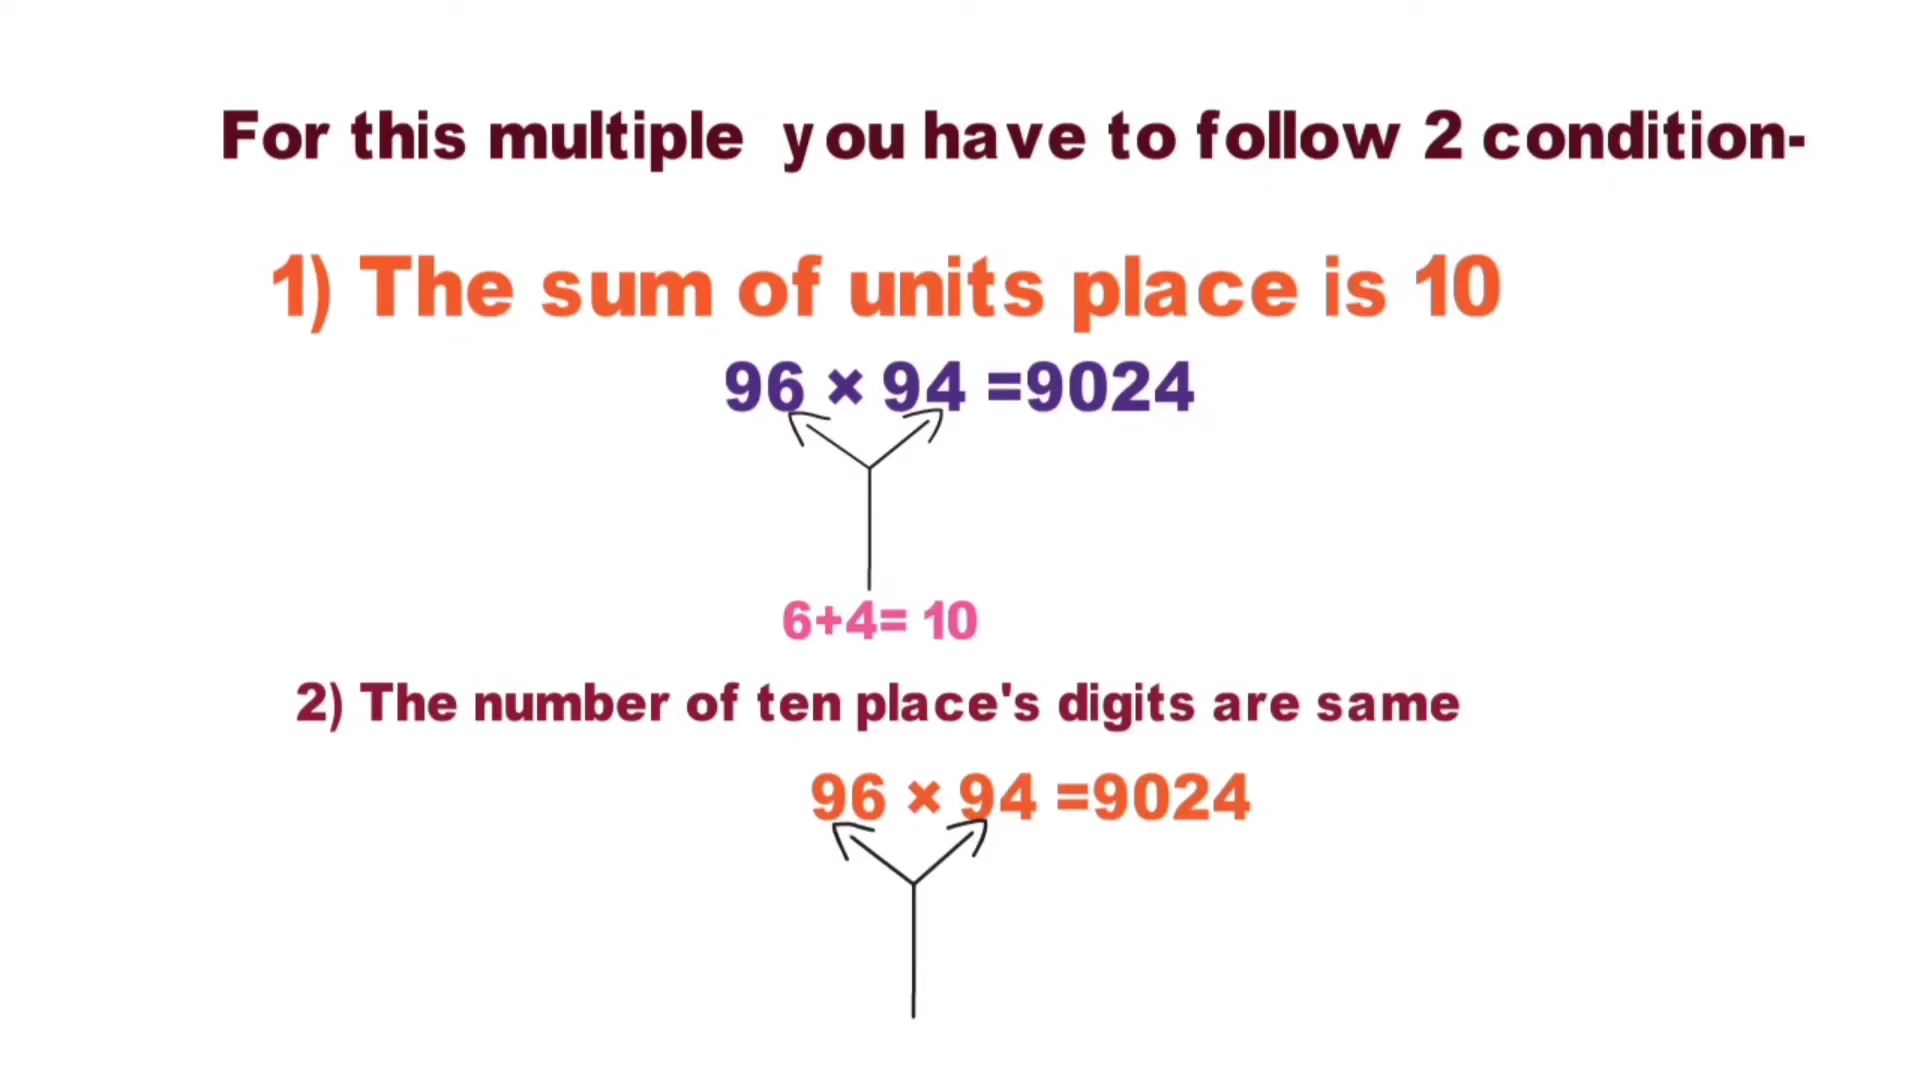 For this multiple you have to follow 2 condition-
1) The sum of units place is 10
96 × 94 =9024
6+4= 10
2) The number of ten place's digits are same
96 × 94 =9024